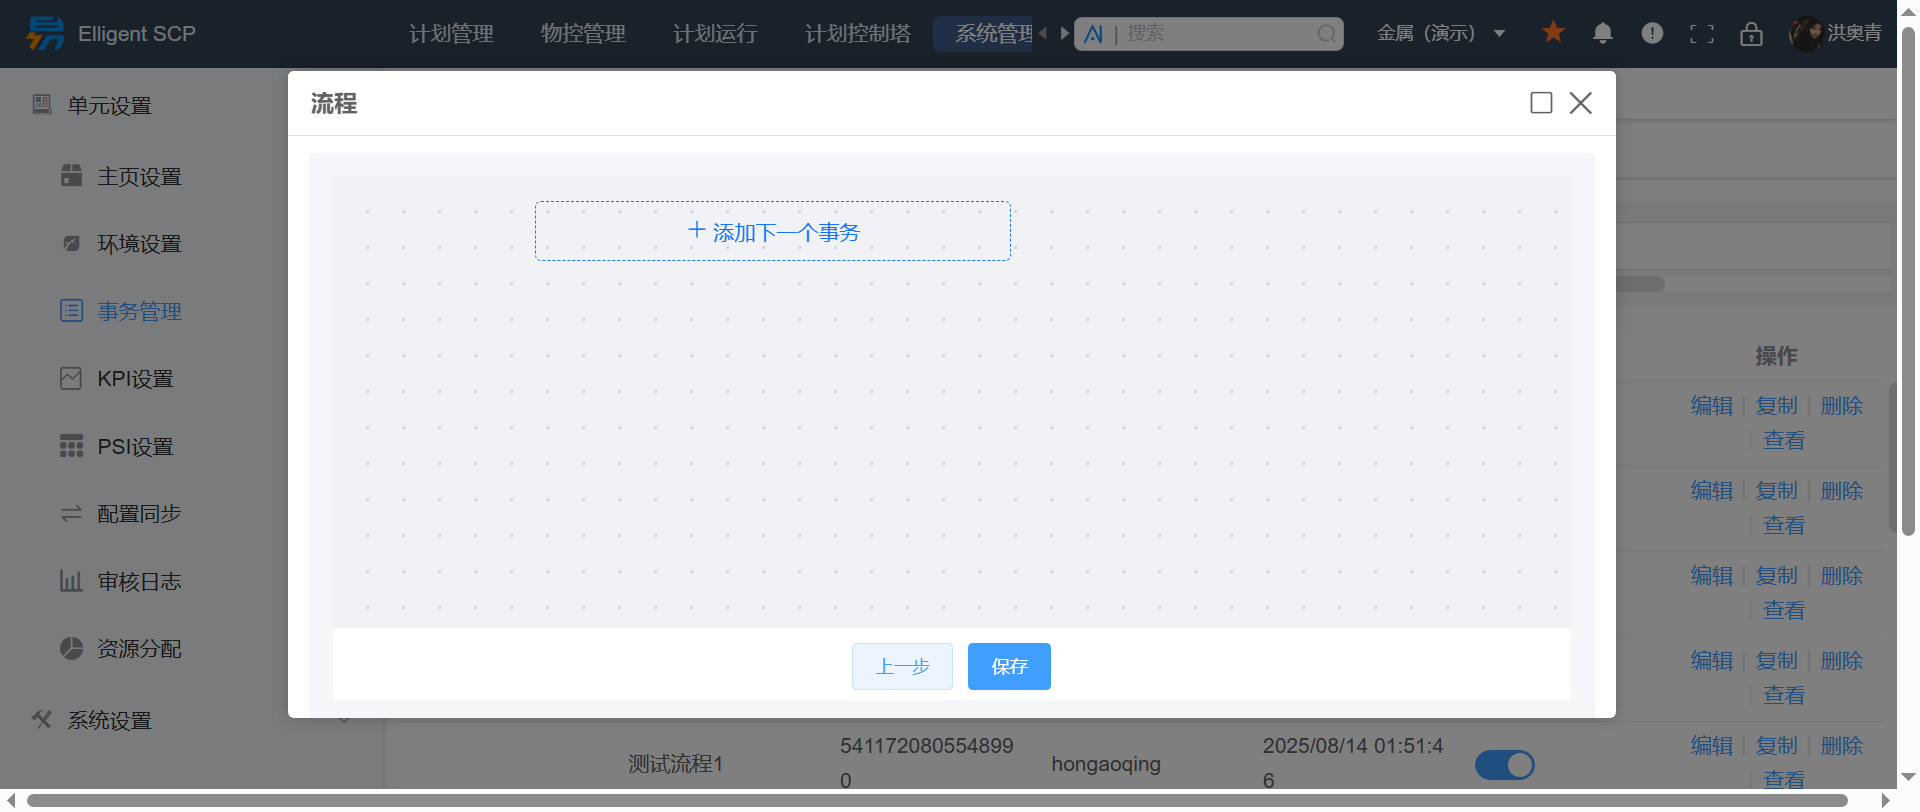 Elligent SCP
计划管理
物控管理
计划运行
计划控制塔
系统管理
AI | 搜索
金属（演示）
洪奥青
单元设置
主页设置
环境设置
事务管理
KPI设置
PSI设置
配置同步
审核日志
资源分配
系统设置
流程
添加下一个事务
上一步
保存
操作
编辑 复制 删除
查看
编辑 复制 删除
查看
编辑 复制 删除
查看
编辑 复制 删除
查看
测试流程1
541172080554899
0
hongaoqing
2025/08/14 01:51:4
6
编辑 复制 删除
查看